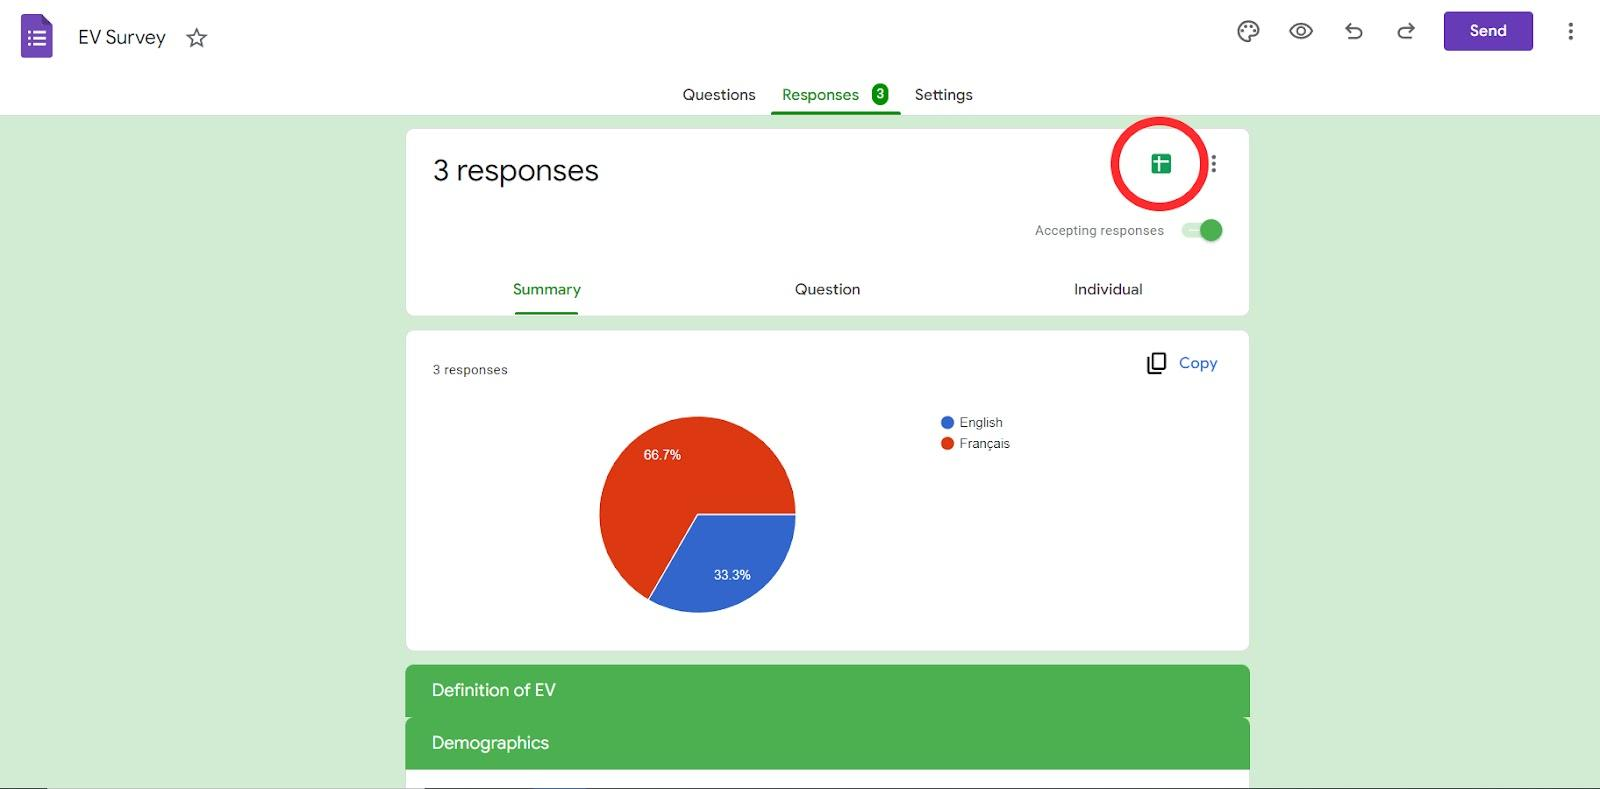 EV Survey
Send
Questions
Responses 3
Settings
3 responses
Accepting responses
Summary
Question
Individual
3 responses
Copy
English
Français
66.7%
33.3%
Definition of EV
Demographics